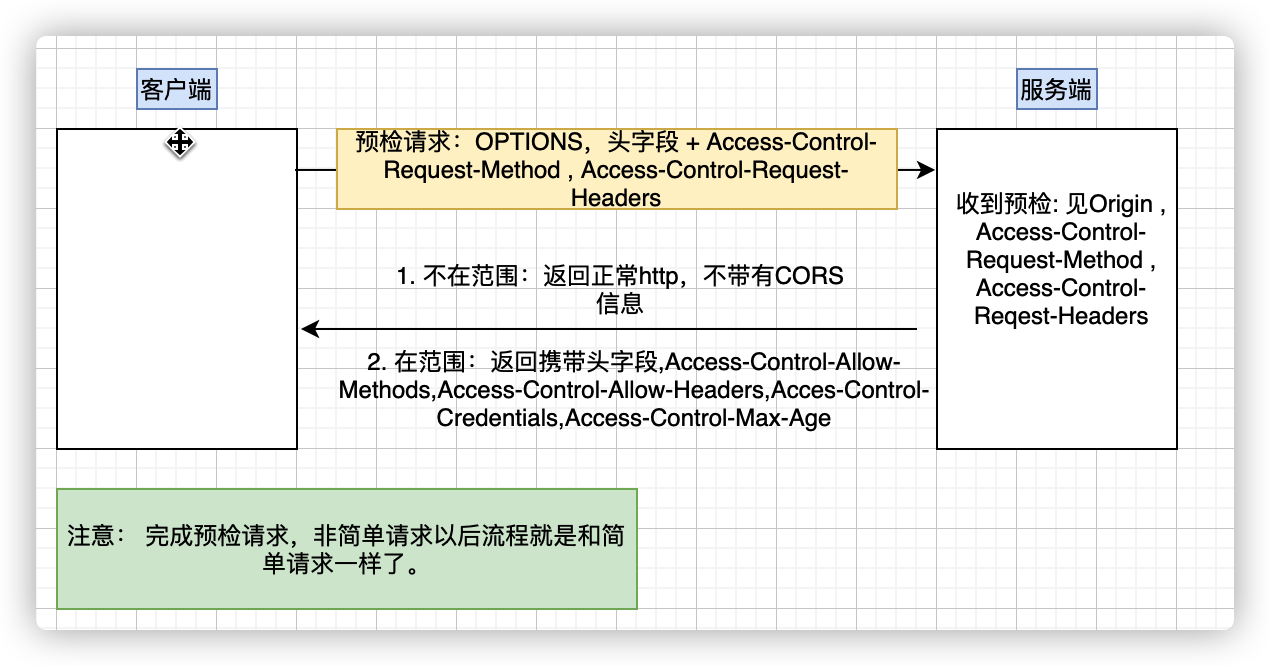 客户端
服务端
预检请求：OPTIONS，头字段 + Access-Control-
Request-Method , Access-Control-Request-
Headers
收到预检: 见Origin ,
Access-Control-
Request-Method ,
Access-Control-
Reqest-Headers
1. 不在范围：返回正常http，不带有CORS
信息
2. 在范围：返回携带头字段,Access-Control-Allow-
Methods,Access-Control-Allow-Headers,Acces-Control-
Credentials,Access-Control-Max-Age
注意： 完成预检请求，非简单请求以后流程就是和简
单请求一样了。